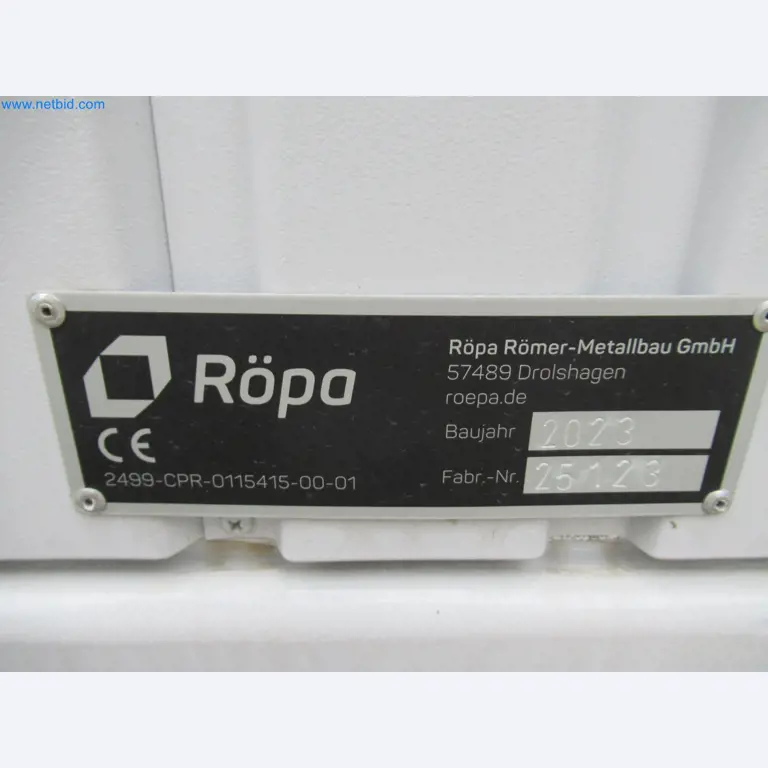 www.netbid.com
Röpa
CE
2499-CPR-0115415-00-01
Röpa Römer-Metallbau GmbH
57489 Drolshagen
roepa.de
Baujahr 2023
Fabr.-Nr. 25123